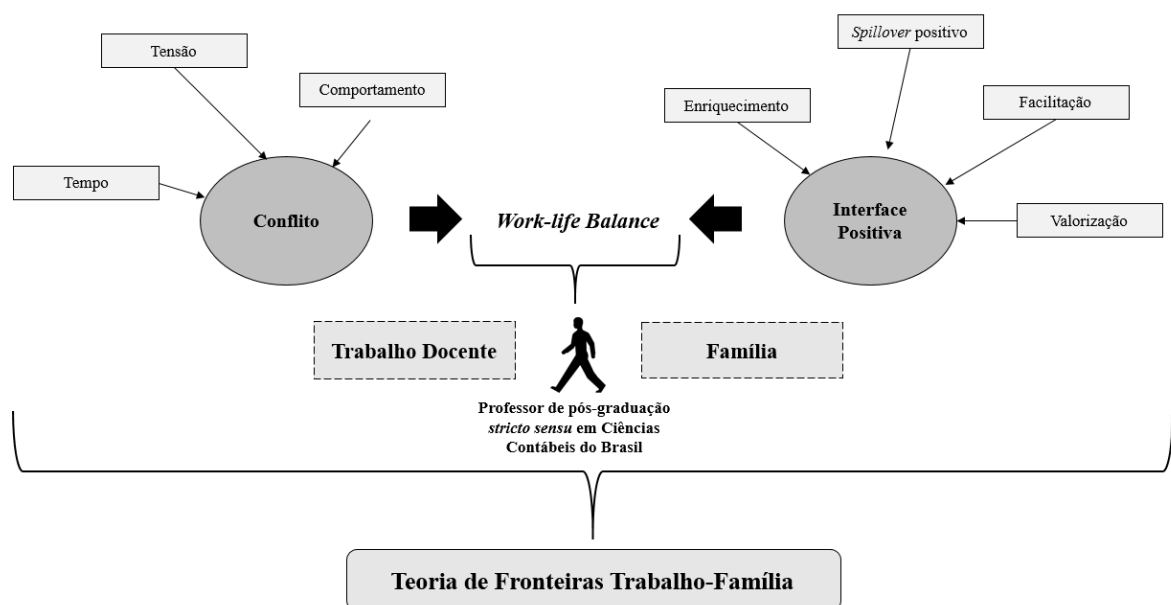 Tensão
Comportamento
Tempo
Conflito
Spillover positivo
Enriquecimento
Facilitação
Interface
Positiva
Valorização
Work-life Balance
Trabalho Docente
Família
Professor de pós-graduação
stricto sensu em Ciências
Contábeis do Brasil
Teoria de Fronteiras Trabalho-Família